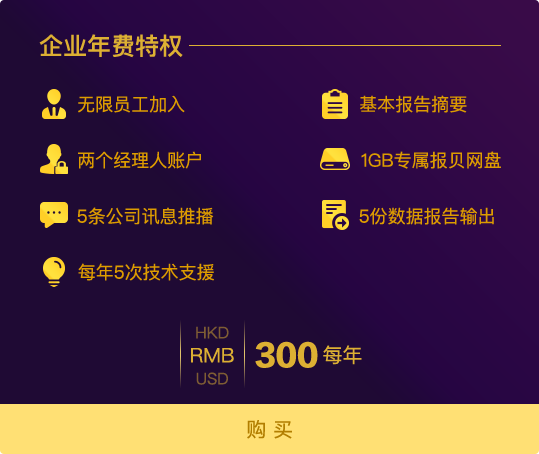 企业年费特权
无限员工加入
基本报告摘要
两个经理人账户
1GB专属报贝网盘
5条公司讯息推播
5份数据报告输出
每年5次技术支援
HKD
RMB
USD
300 每年
购买